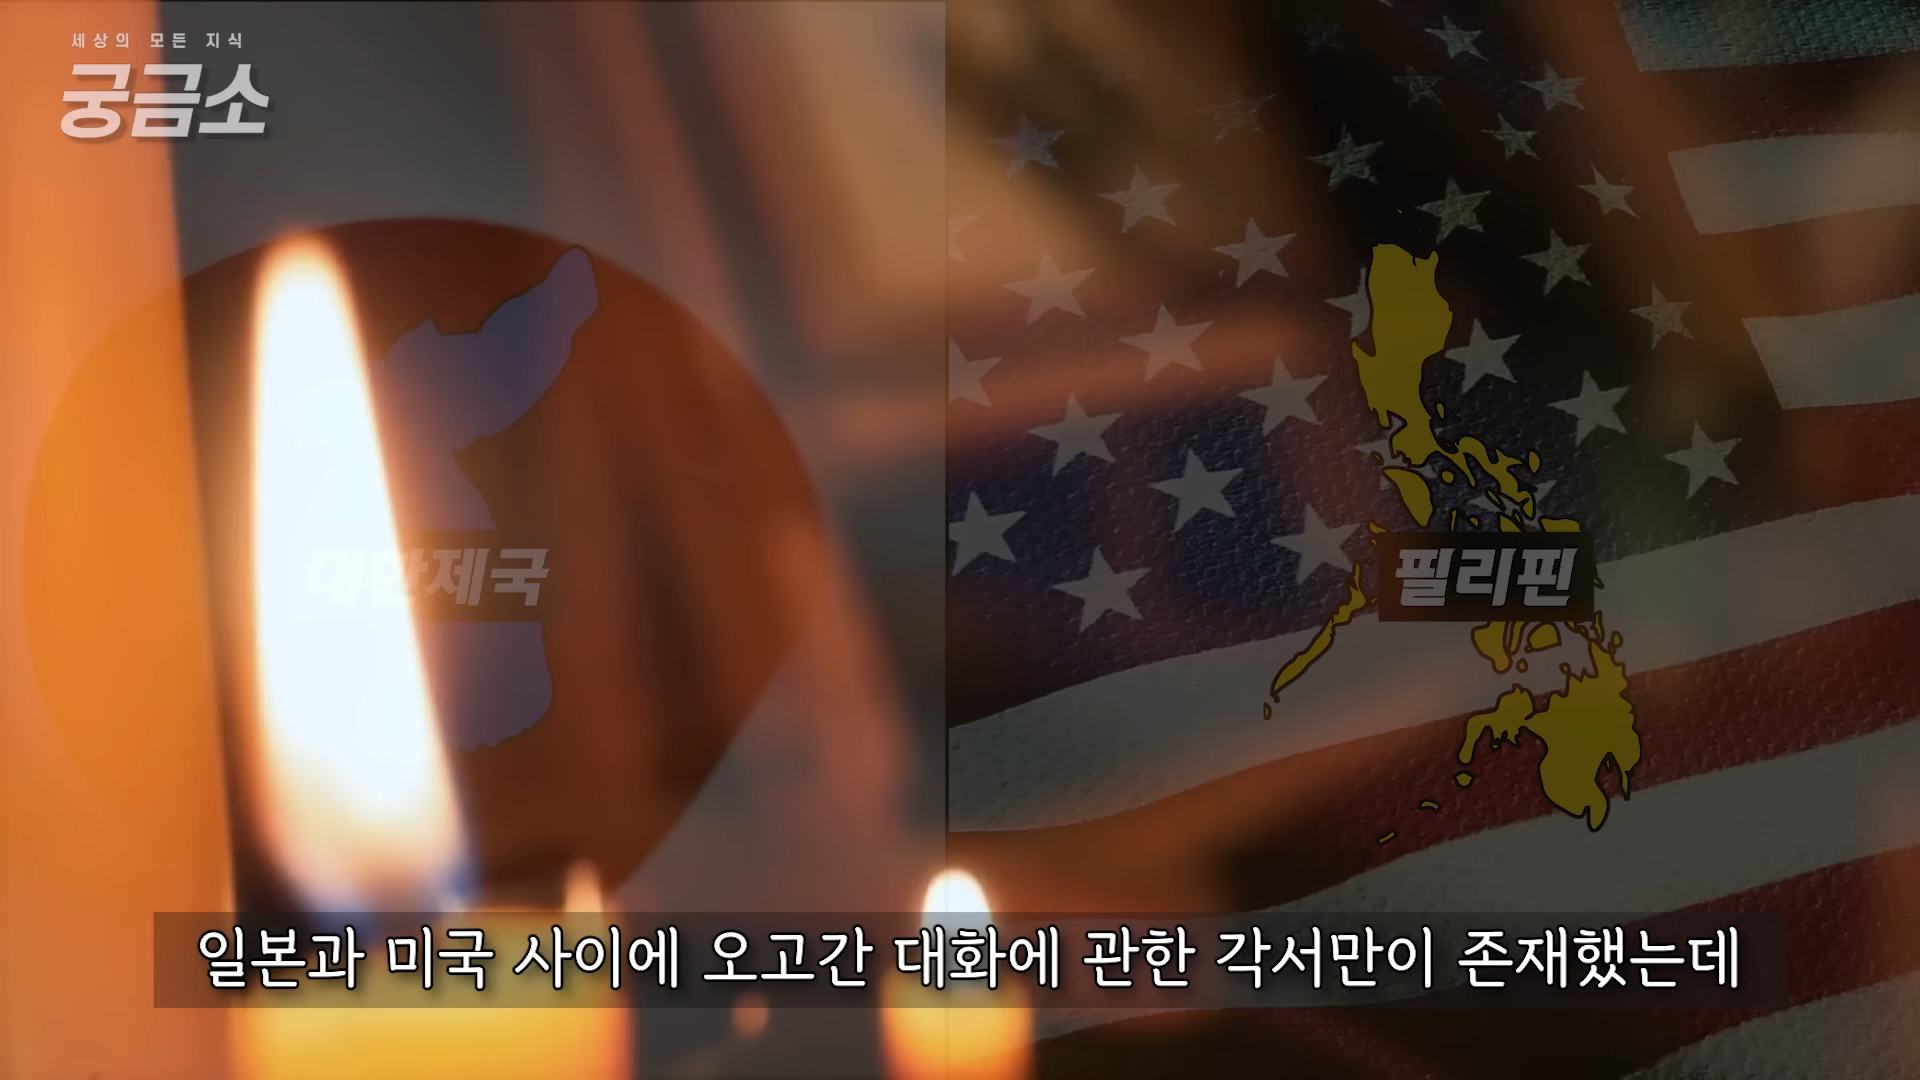 세상의 모든 지식
궁금소
대한제국
필리핀
일본과 미국 사이에 오고간 대화에 관한 각서만이 존재했는데